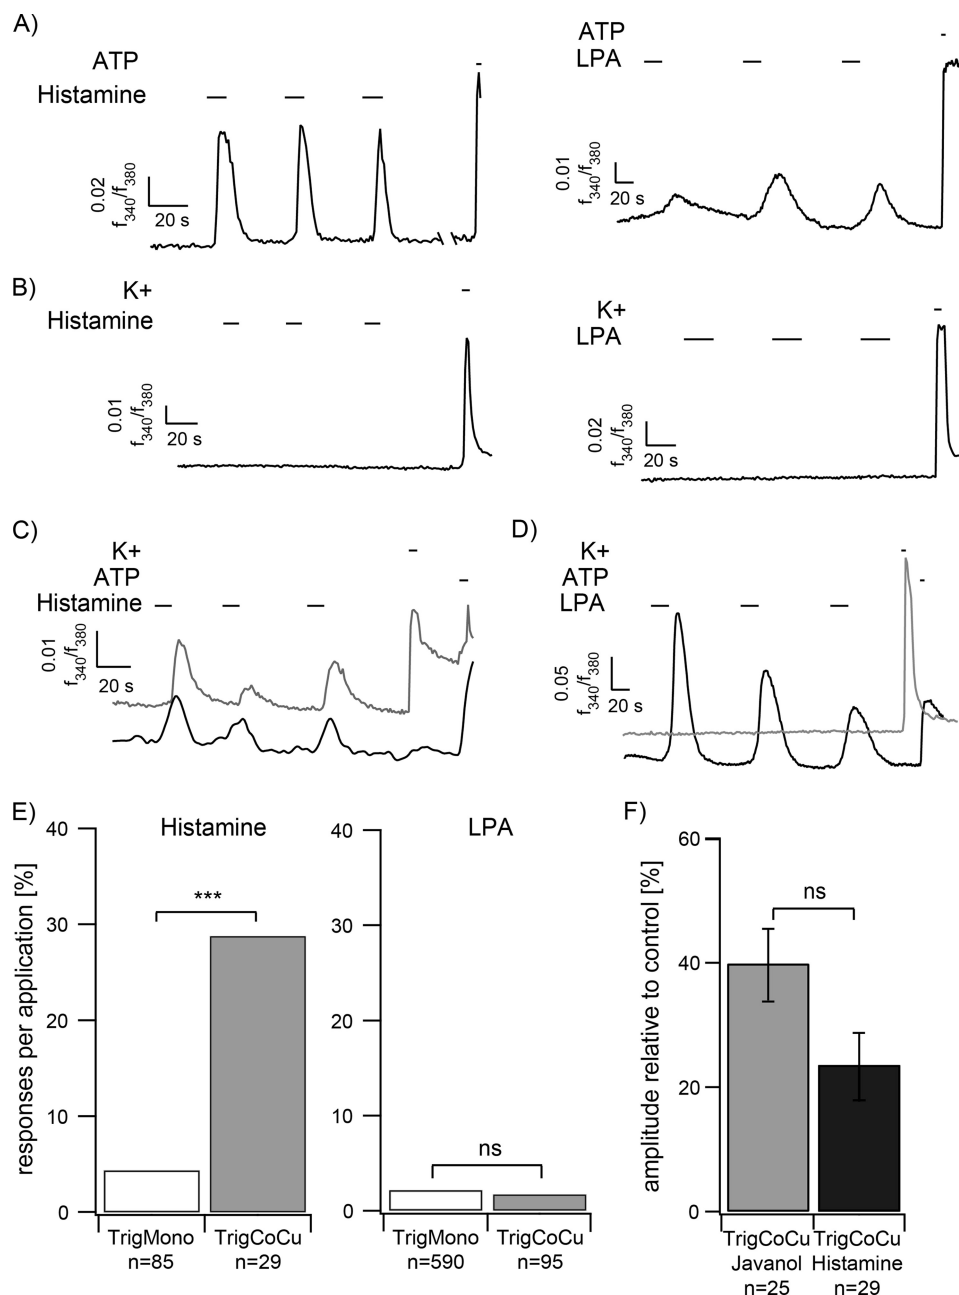 A)
ATP
Histamine
0.02
f340/f380
20 s
ATP
LPA
0.01
f340/f380
20 s
B)
K+
Histamine
0.01
f340/f380
20 s
K+
LPA
0.02
f340/f380
20 s
C)
K+
ATP
Histamine
0.01
f340/f380
20 s
D)
K+
ATP
LPA
0.05
f340/f380
20 s
E)
responses per application [%]
Histamine
40
30
20
10
0
***
TrigMono
n=85
TrigCoCu
n=29
LPA
40
30
20
10
0
ns
TrigMono
n=590
TrigCoCu
n=95
F)
amplitude relative to control [%]
60
40
20
0
ns
TrigCoCu
Javanol
n=25
TrigCoCu
Histamine
n=29